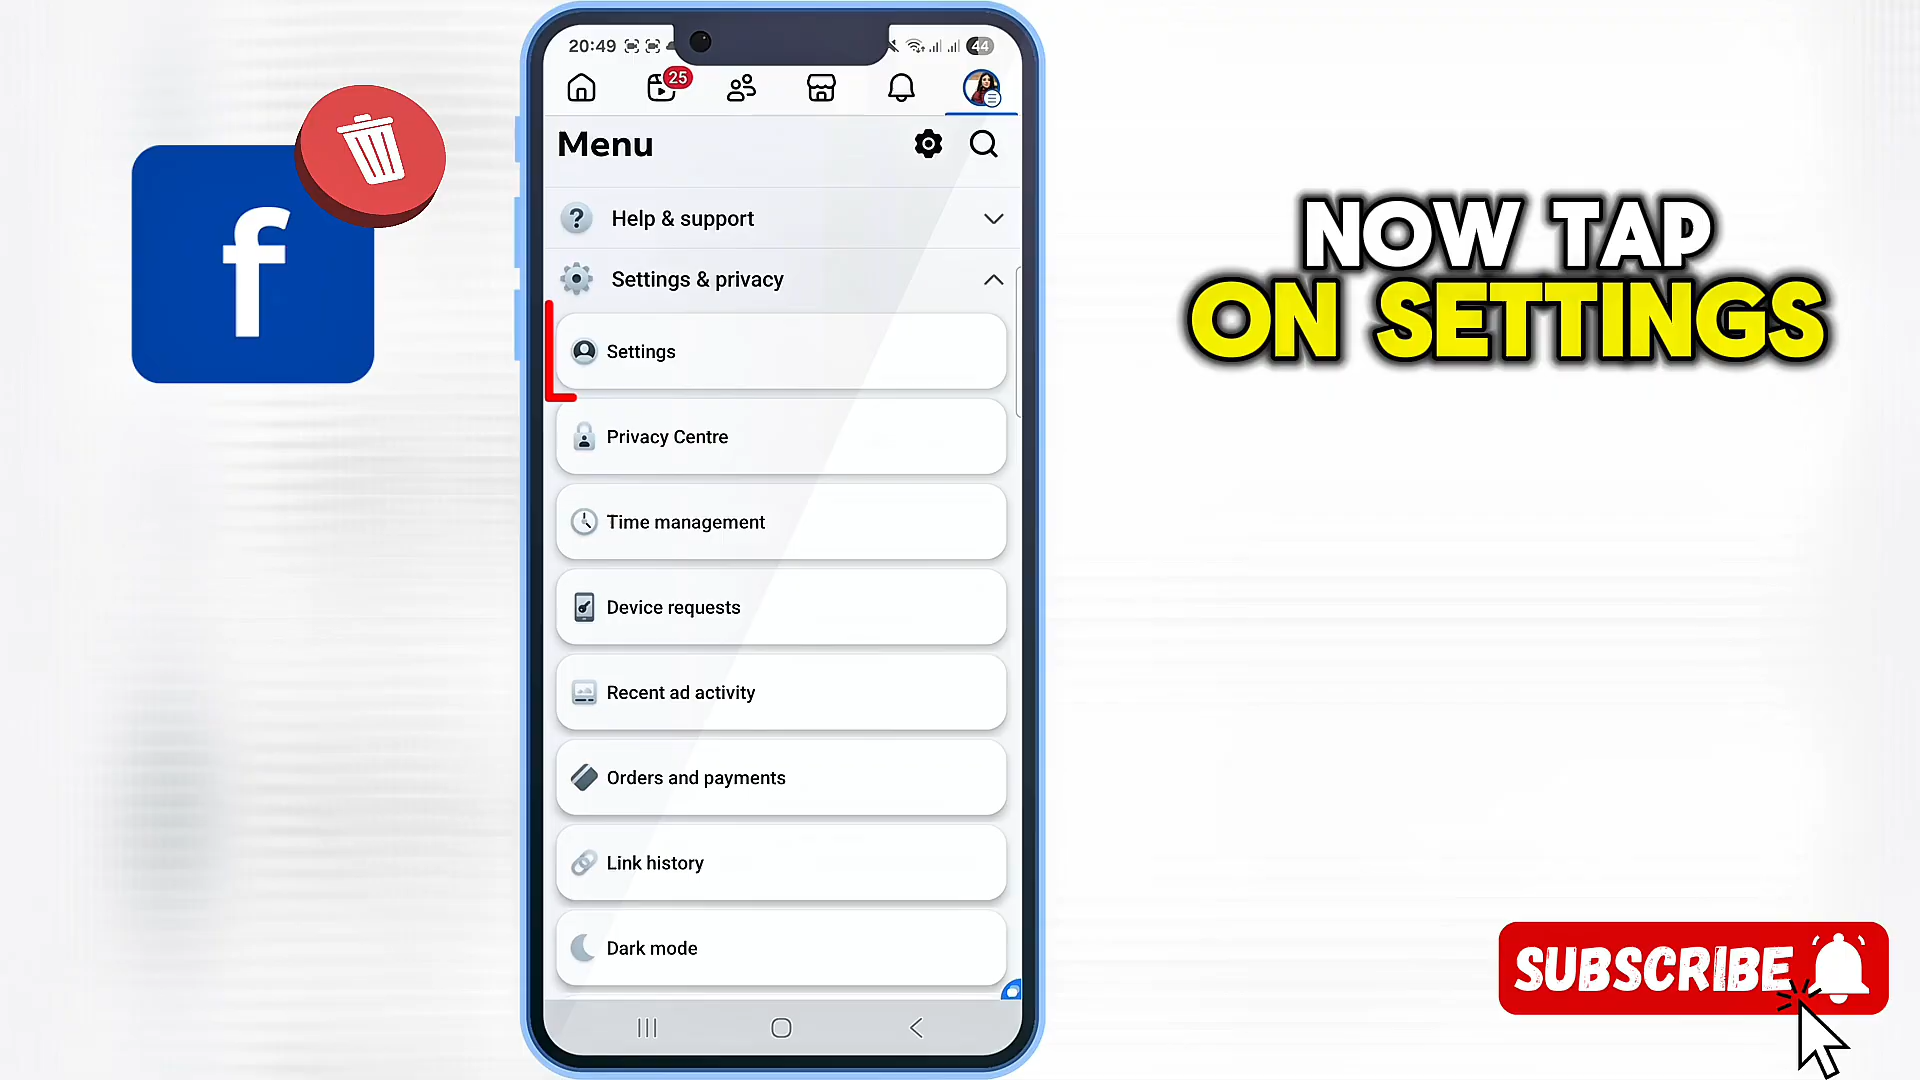 20:49
44
25
Menu
Help & support
Settings & privacy
Settings
Privacy Centre
Time management
Device requests
Recent ad activity
Orders and payments
Link history
Dark mode
f
NOW TAP
ON SETTINGS
SUBSCRIBE